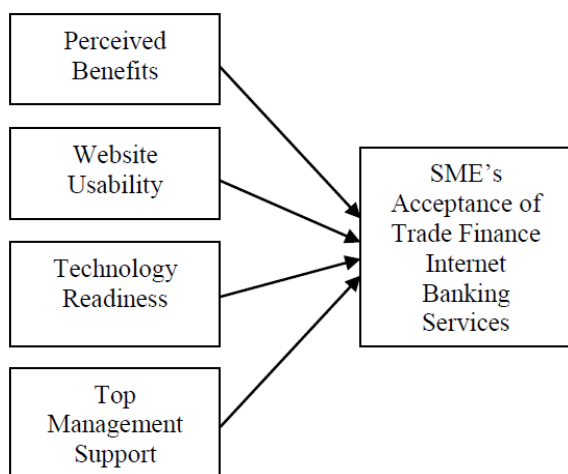 Perceived
Benefits
Website
Usability
Technology
Readiness
Top
Management
Support
SME's
Acceptance of
Trade Finance
Internet
Banking
Services